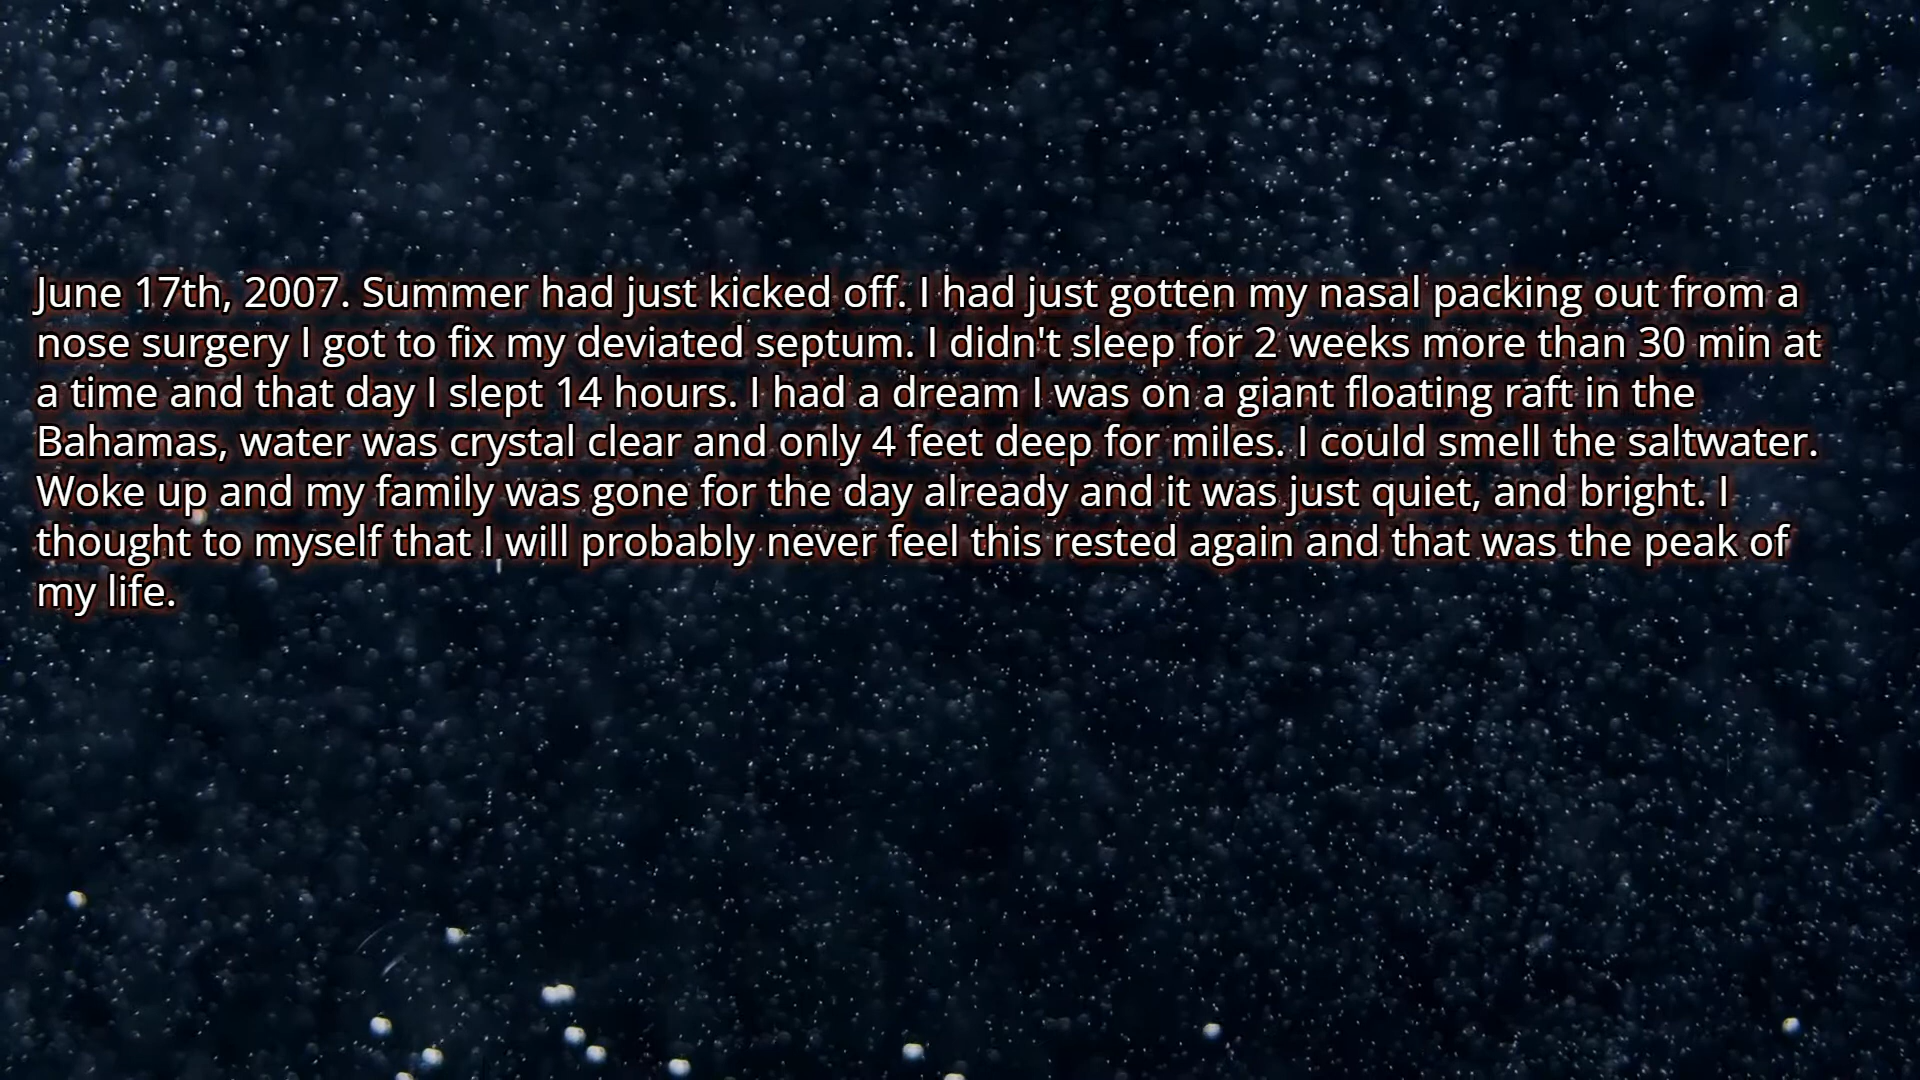 June 17th, 2007. Summer had just kicked off. I had just gotten my nasal packing out from a
nose surgery I got to fix my deviated septum. I didn't sleep for 2 weeks more than 30 min at
a time and that day I slept 14 hours. I had a dream I was on a giant floating raft in the
Bahamas, water was crystal clear and only 4 feet deep for miles. I could smell the saltwater.
Woke up and my family was gone for the day already and it was just quiet, and bright. I
thought to myself that I will probably never feel this rested again and that was the peak of
my life.